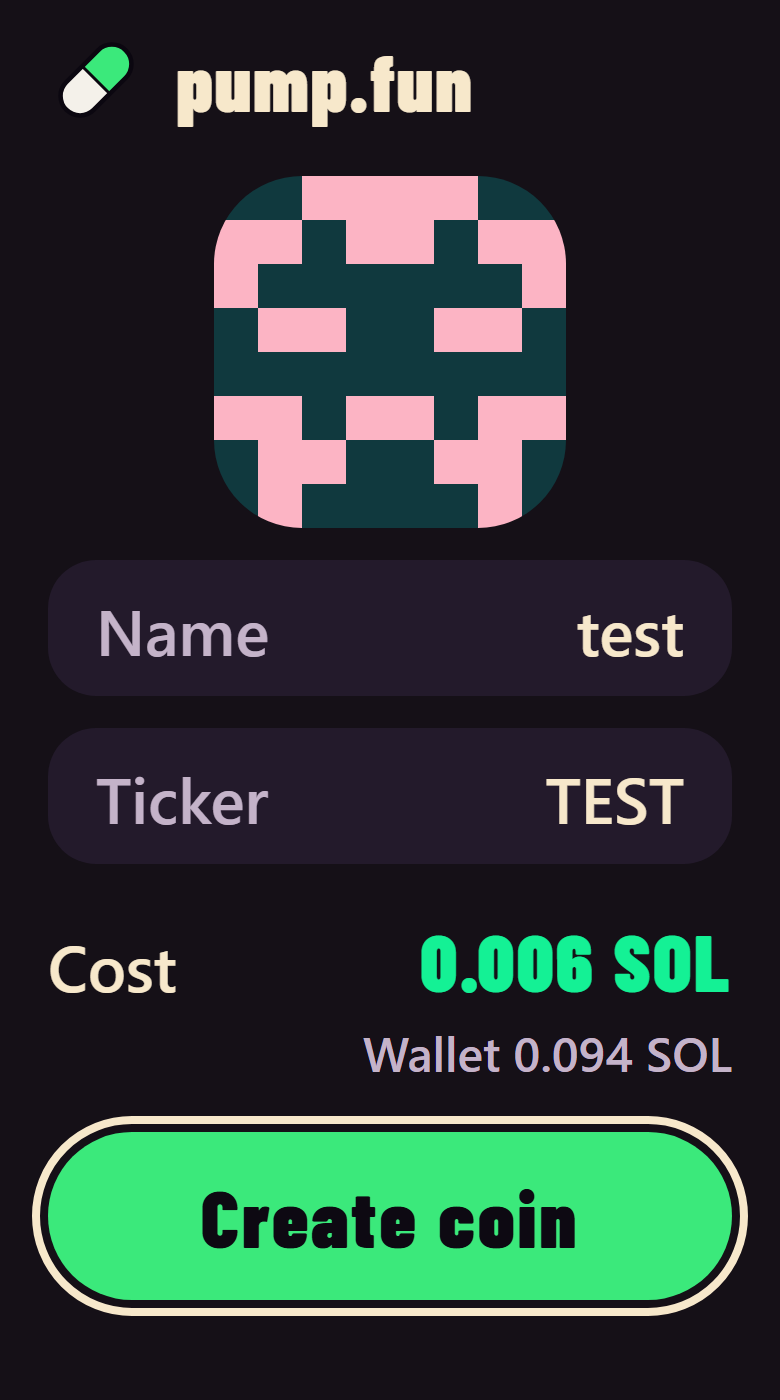 pump.fun
Name test
Ticker TEST
Cost 0.006 SOL
Wallet 0.094 SOL
Create coin